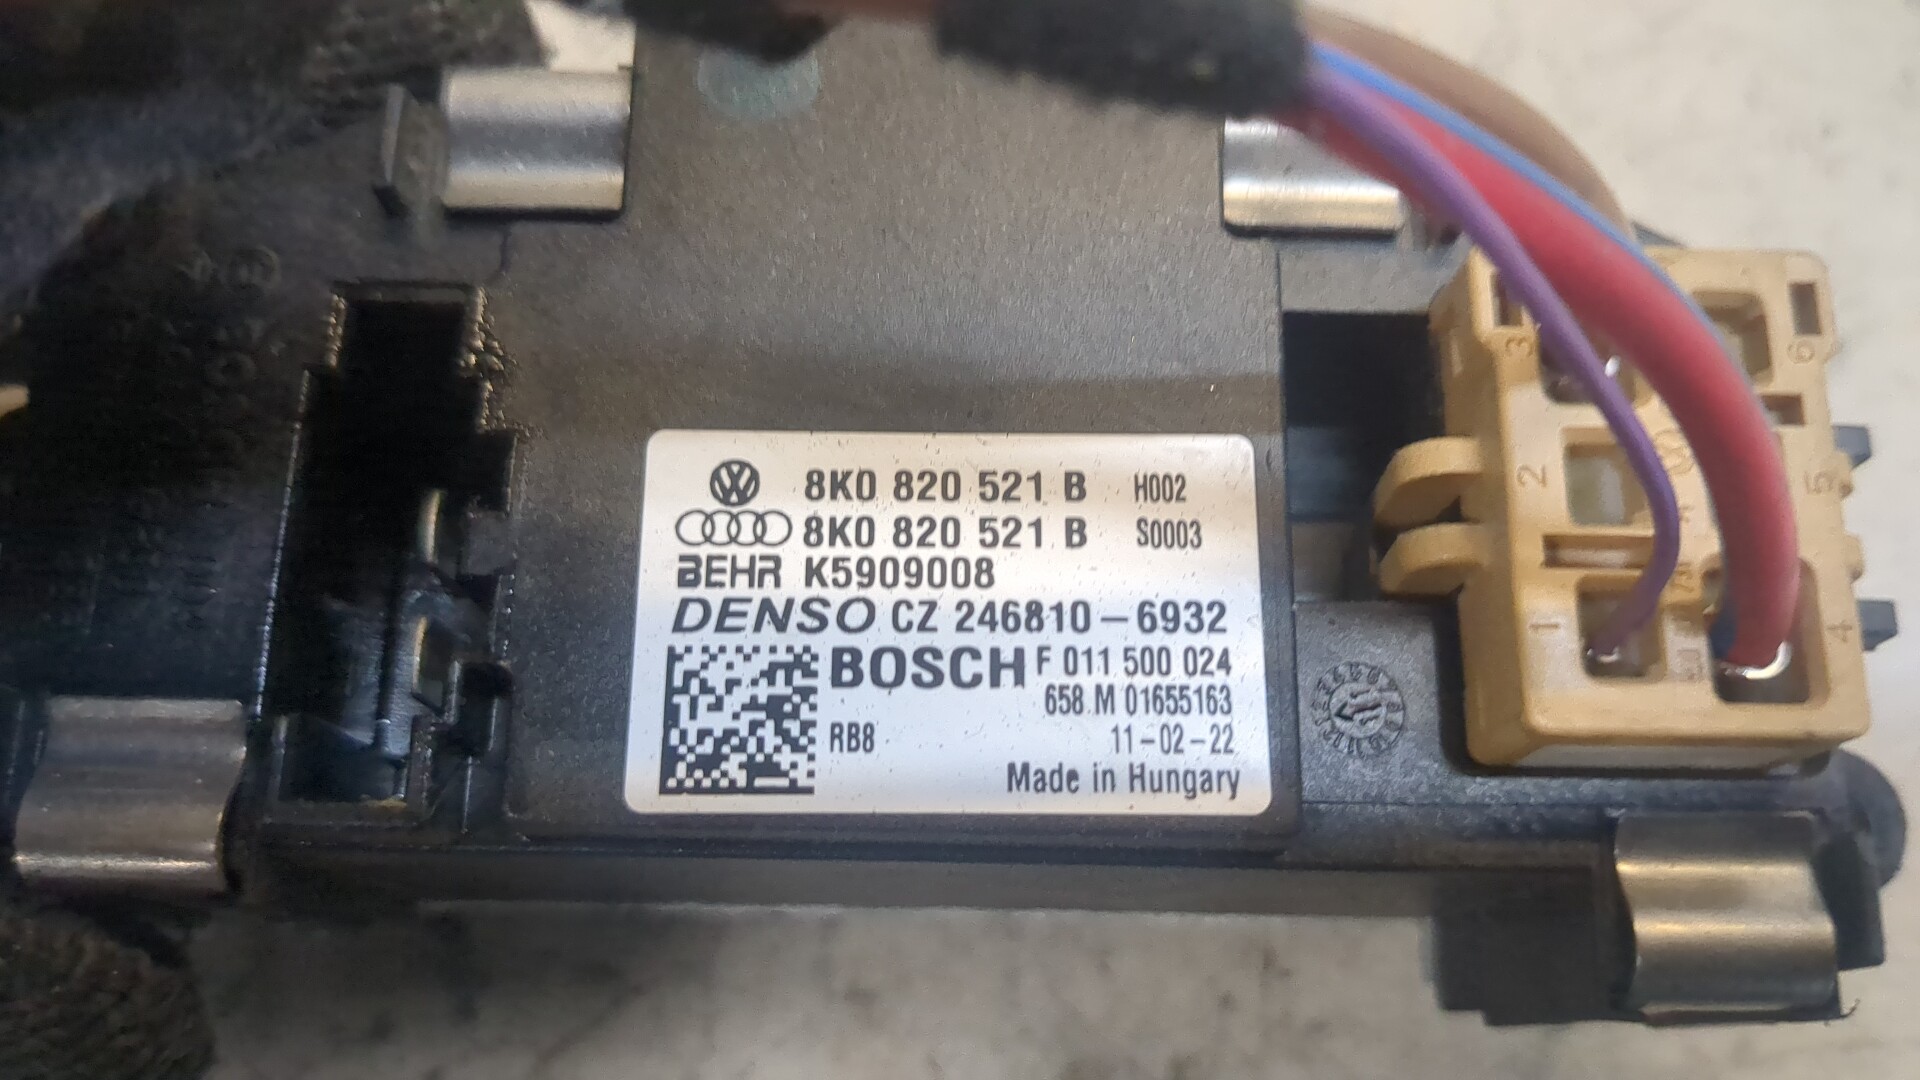 8K0 820 521 B H002
8K0 820 521 B S0003
BEHR K5909008
DENSO CZ 246810-6932
BOSCH F 011 500 024
658 M 01655163
RB8 11-02-22
Made in Hungary
3
6
2
5
1
4